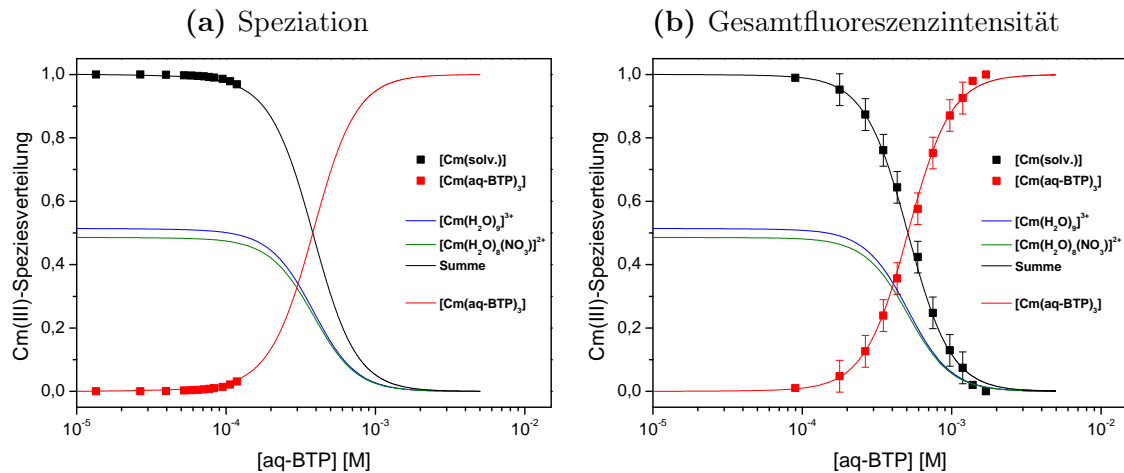 (a) Speziation
1,0
0,8
0,6
0,4
0,2
0,0
Cm(III)-Speziesverteilung
[Cm(solv.)]
[Cm(aq-BTP)₃]
[Cm(H₂O)₉]³⁺
[Cm(H₂O)₈(NO₃)]²⁺
Summe
[Cm(aq-BTP)₃]
10⁻⁵ 10⁻⁴ 10⁻³ 10⁻²
[aq-BTP] [M]
(b) Gesamtfluoreszenzintensität
1,0
0,8
0,6
0,4
0,2
0,0
Cm(III)-Speziesverteilung
[Cm(solv.)]
[Cm(aq-BTP)₃]
[Cm(H₂O)₉]³⁺
[Cm(H₂O)₈(NO₃)]²⁺
Summe
[Cm(aq-BTP)₃]
10⁻⁵ 10⁻⁴ 10⁻³ 10⁻²
[aq-BTP] [M]